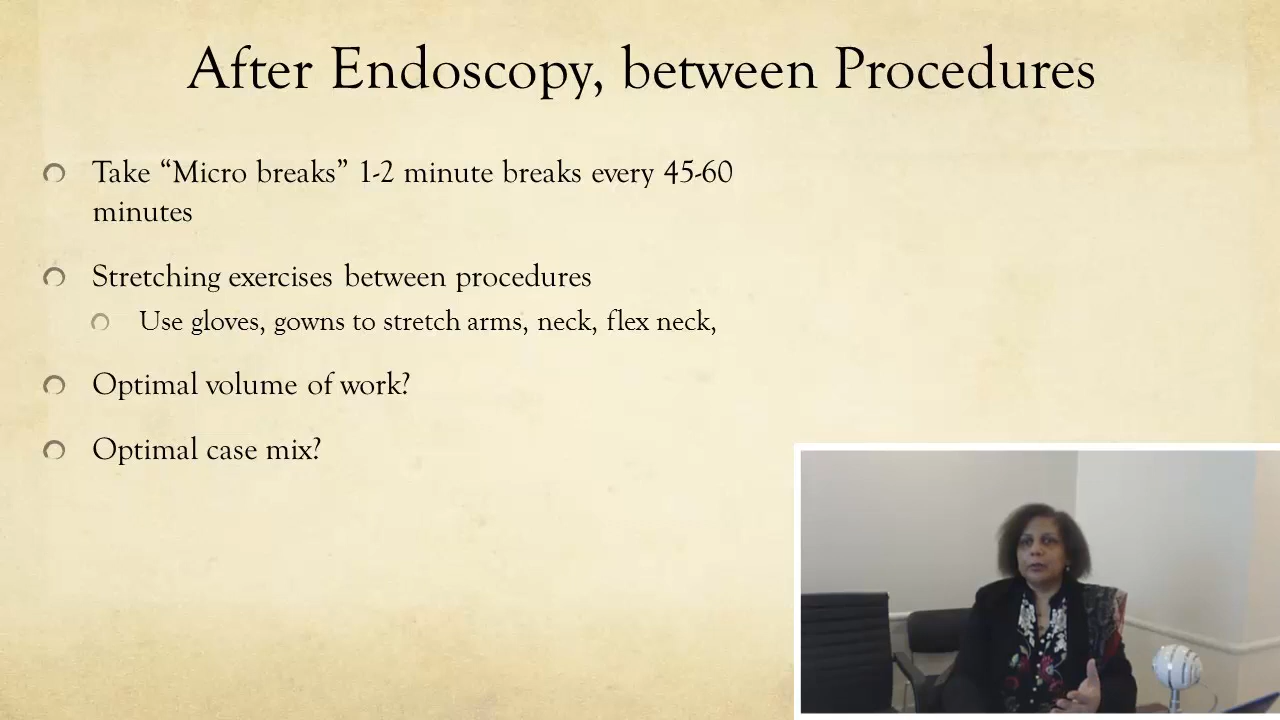 After Endoscopy, between Procedures
Take “Micro breaks” 1-2 minute breaks every 45-60
minutes
Stretching exercises between procedures
Use gloves, gowns to stretch arms, neck, flex neck,
Optimal volume of work?
Optimal case mix?